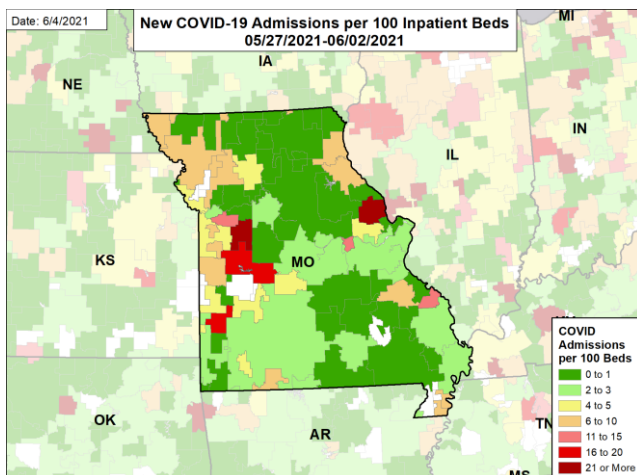 Date: 6/4/2021
New COVID-19 Admissions per 100 Inpatient Beds
05/27/2021-06/02/2021
MI
IA
NE
IL
IN
KS
MO
OK
AR
TN
MS
COVID
Admissions
per 100 Beds
0 to 1
2 to 3
4 to 5
6 to 10
11 to 15
16 to 20
21 or More